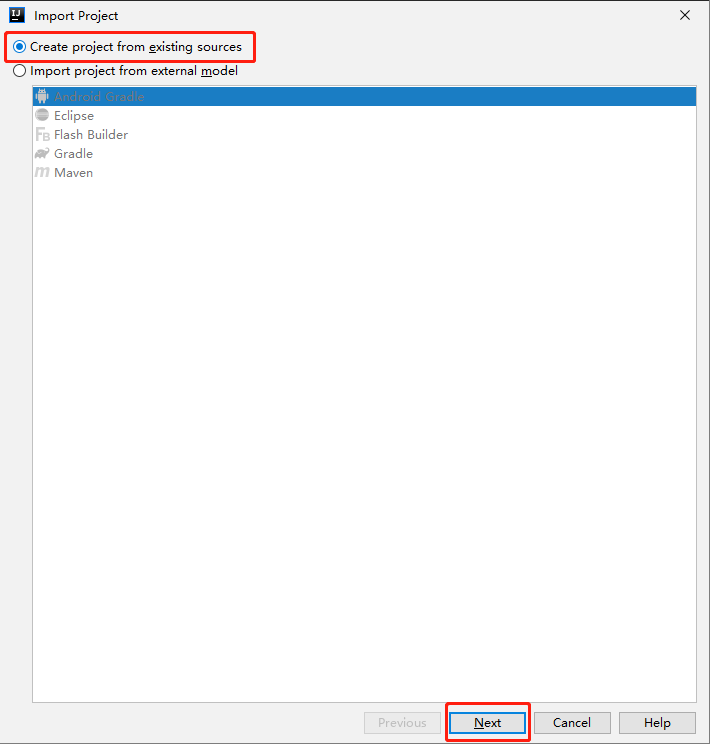 IJ Import Project
Create project from existing sources
Import project from external model
Android Gradle
Eclipse
Flash Builder
Gradle
Maven
Previous Next Cancel Help